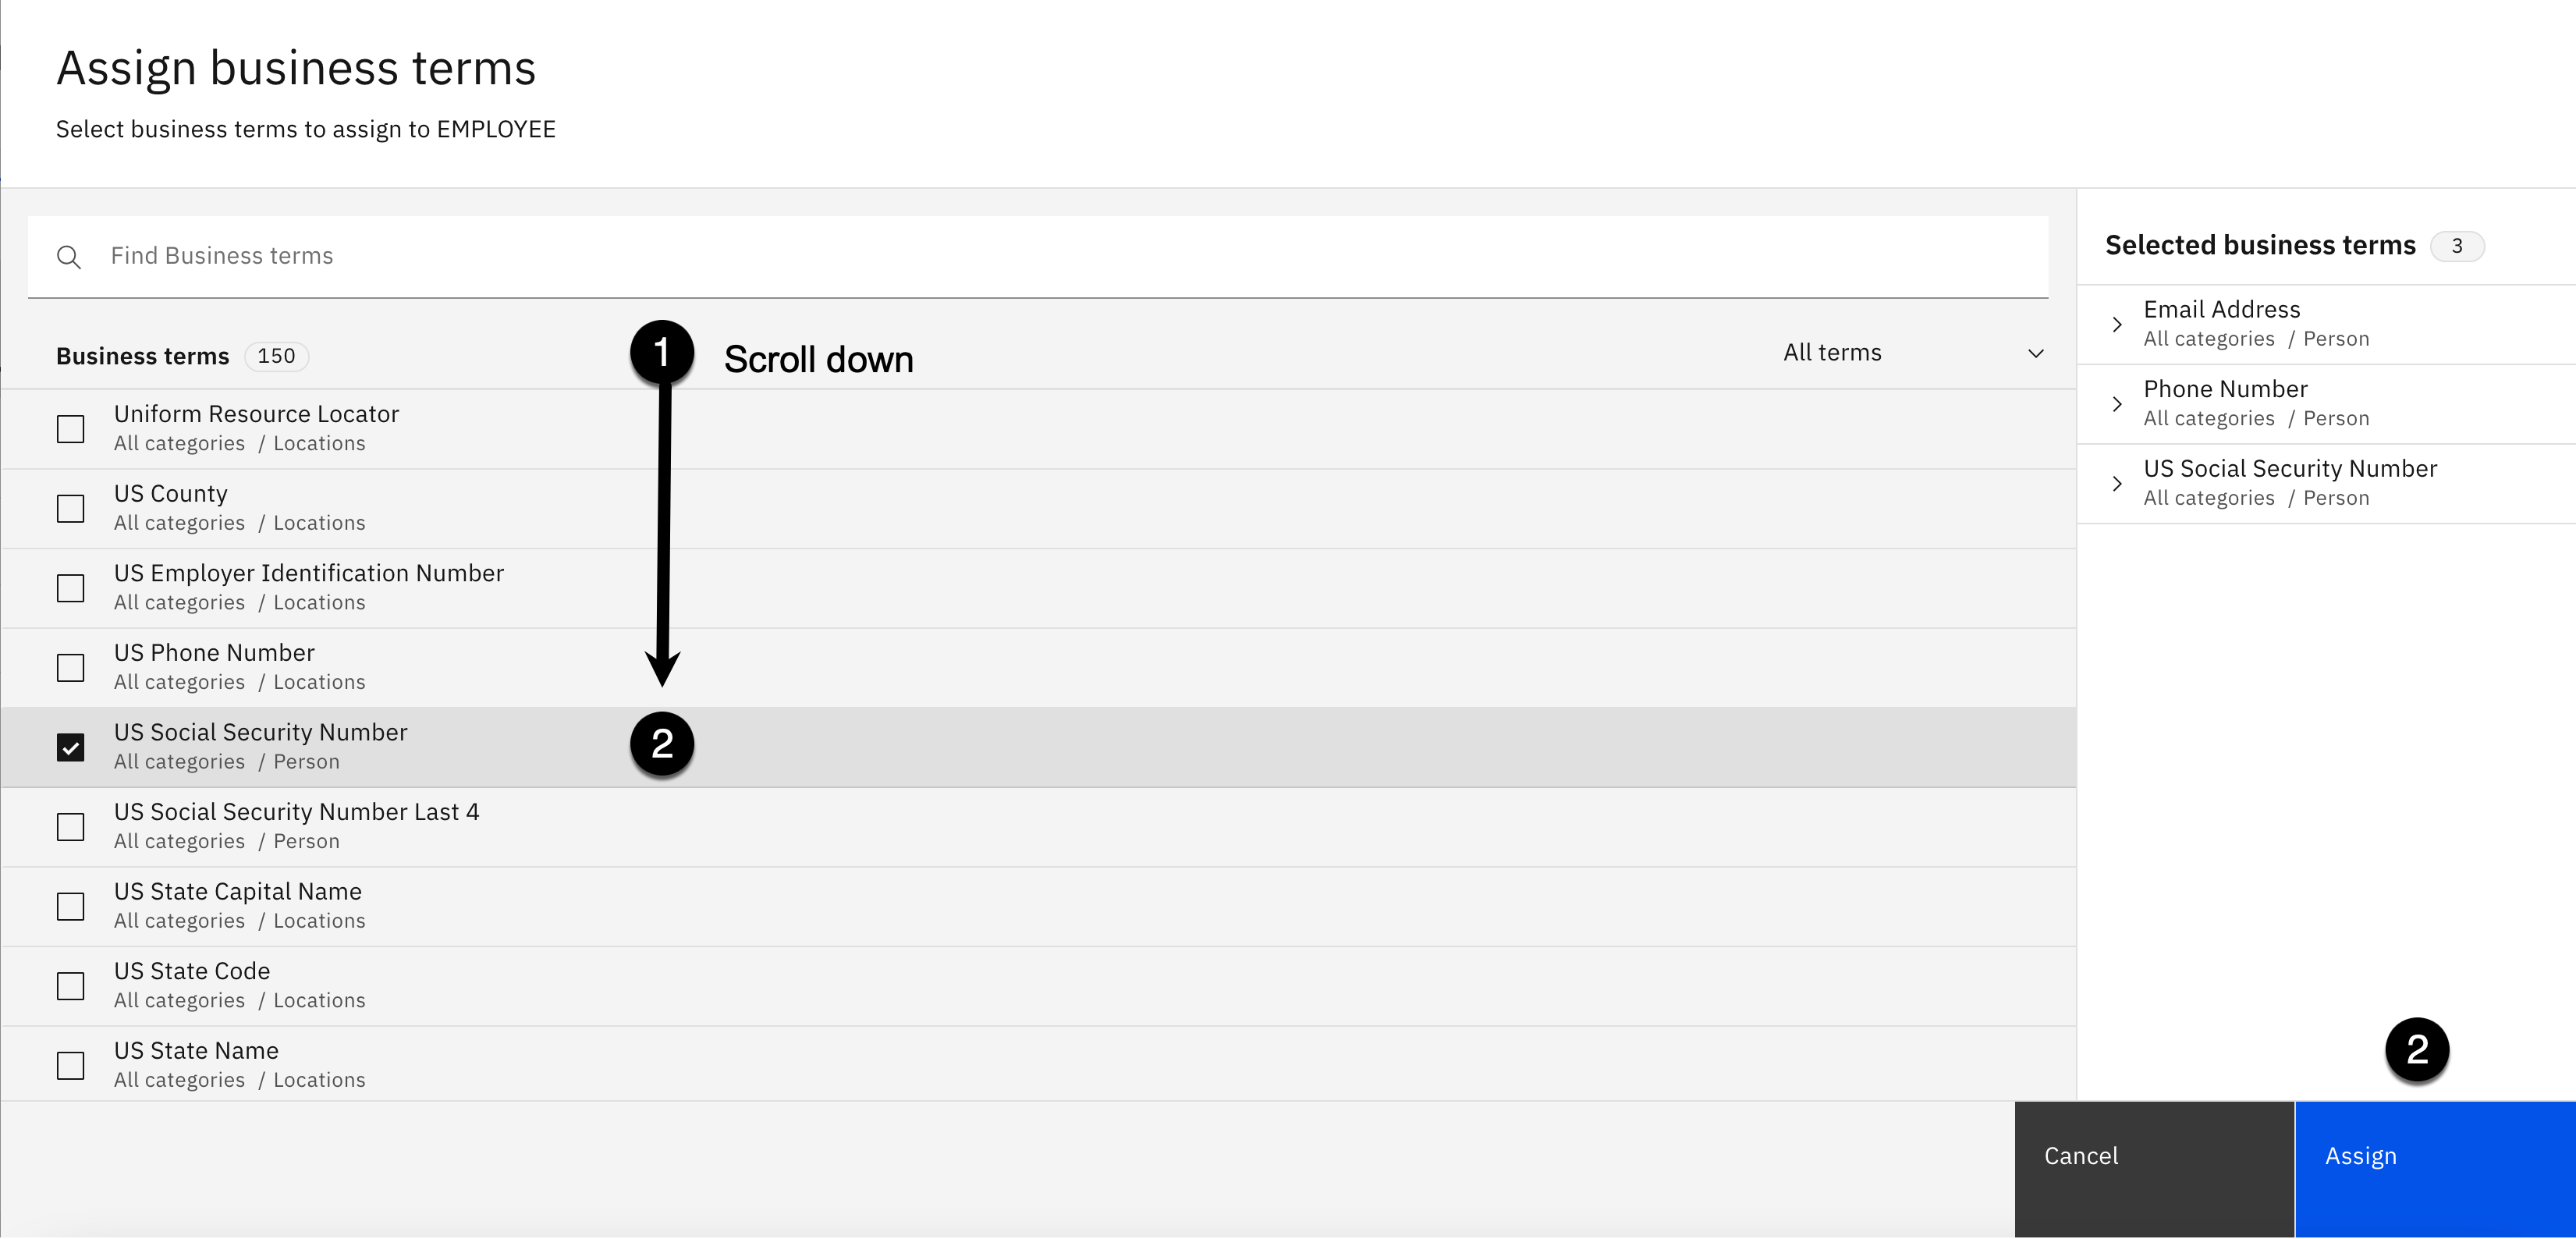 Assign business terms
Select business terms to assign to EMPLOYEE
Find Business terms
Business terms 150
1 Scroll down
All terms
Uniform Resource Locator
All categories / Locations
US County
All categories / Locations
US Employer Identification Number
All categories / Locations
US Phone Number
All categories / Locations
US Social Security Number
All categories / Person
2
US Social Security Number Last 4
All categories / Person
US State Capital Name
All categories / Locations
US State Code
All categories / Locations
US State Name
All categories / Locations
Selected business terms 3
Email Address
All categories / Person
Phone Number
All categories / Person
US Social Security Number
All categories / Person
2
Cancel
Assign